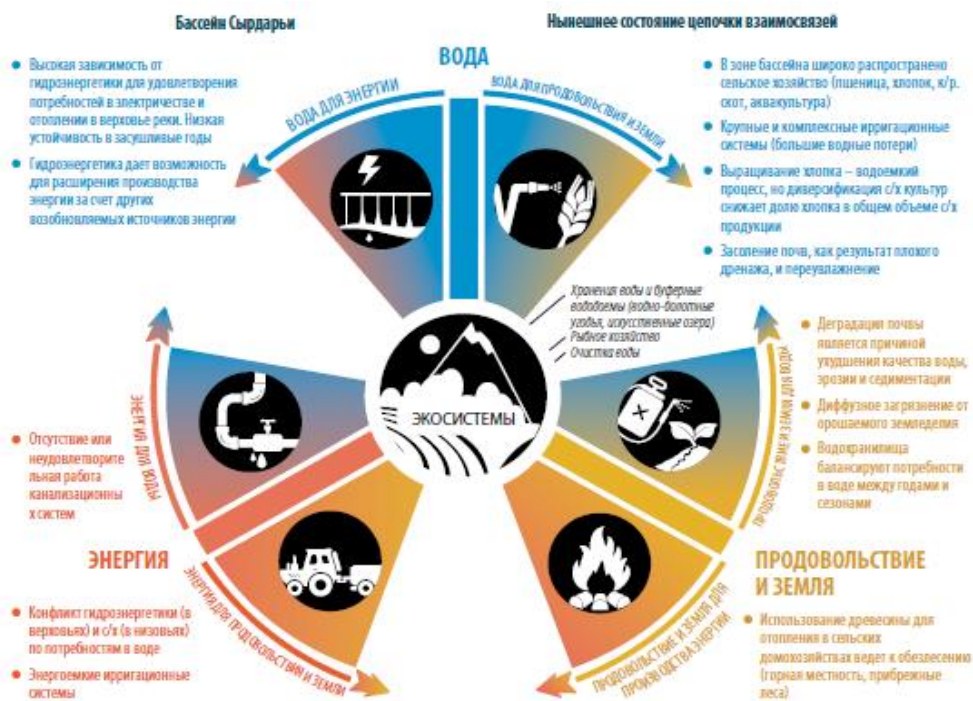 Бассейн Сырдарьи
Нынешнее состояние цепочки взаимосвязей
ВОДА
Высокая зависимость от
гидроэнергетики для удовлетворения
потребностей в электричестве и
отоплении в верховье реки. Низкая
устойчивость в засушливые годы
Гидроэнергетика дает возможность
для расширения производства
энергии за счет других
возобновляемых источников энергии
ВОДА ДЛЯ ЭНЕРГИИ
ВОДА ДЛЯ ПРОДОВОЛЬСТВИЯ И ЗЕМЛИ
В зоне бассейна широко распространено
сельское хозяйство (пшеница, хлопок, к/р.
скот, аквакультура)
Крупные и комплексные ирригационные
системы (большие водные потери)
Выращивание хлопка – водоемкий
процесс, но диверсификация с/х культур
снижает долю хлопка в общем объеме с/х
продукции
Засоление почв, как результат плохого
дренажа, и переувлажнение
Хранения воды и буферные
вododоемы (водно-болотные
угодья, искусственные озера)
Рыбное хозяйство
Очистка воды
ЭКОСИСТЕМЫ
Деградация почвы
является причиной
ухудшения качества воды,
эрозии и седиментации
Диффузное загрязнение от
орошаемого земледелия
Водохранилища
балансируют потребности
в воде между годами и
сезонами
ПРОДОВОЛЬСТВИЕ И ЗЕМЛИ ДЛЯ ВОДЫ
ЭНЕРГИЯ ДЛЯ ВОДЫ
Отсутствие или
неудовлетворите
льная работа
канализационны
х систем
ЭНЕРГИЯ
Конфликт гидроэнергетики (в
верховьях) и с/х (в низовьях)
по потребностям в воде
Энергоемкие ирригационные
системы
ЭНЕРГИЯ ДЛЯ ПРОДОВОЛЬСТВИЯ И ЗЕМЛИ
ПРОДОВОЛЬСТВИЕ И ЗЕМЛЯ ДЛЯ
ПРОИЗВОДСТВА ЭНЕРГИИ
ПРОДОВОЛЬСТВИЕ
И ЗЕМЛЯ
Использование древесины для
отопления в сельских
домохозяйствах ведет к обезлесению
(горная местность, прибрежные
леса)